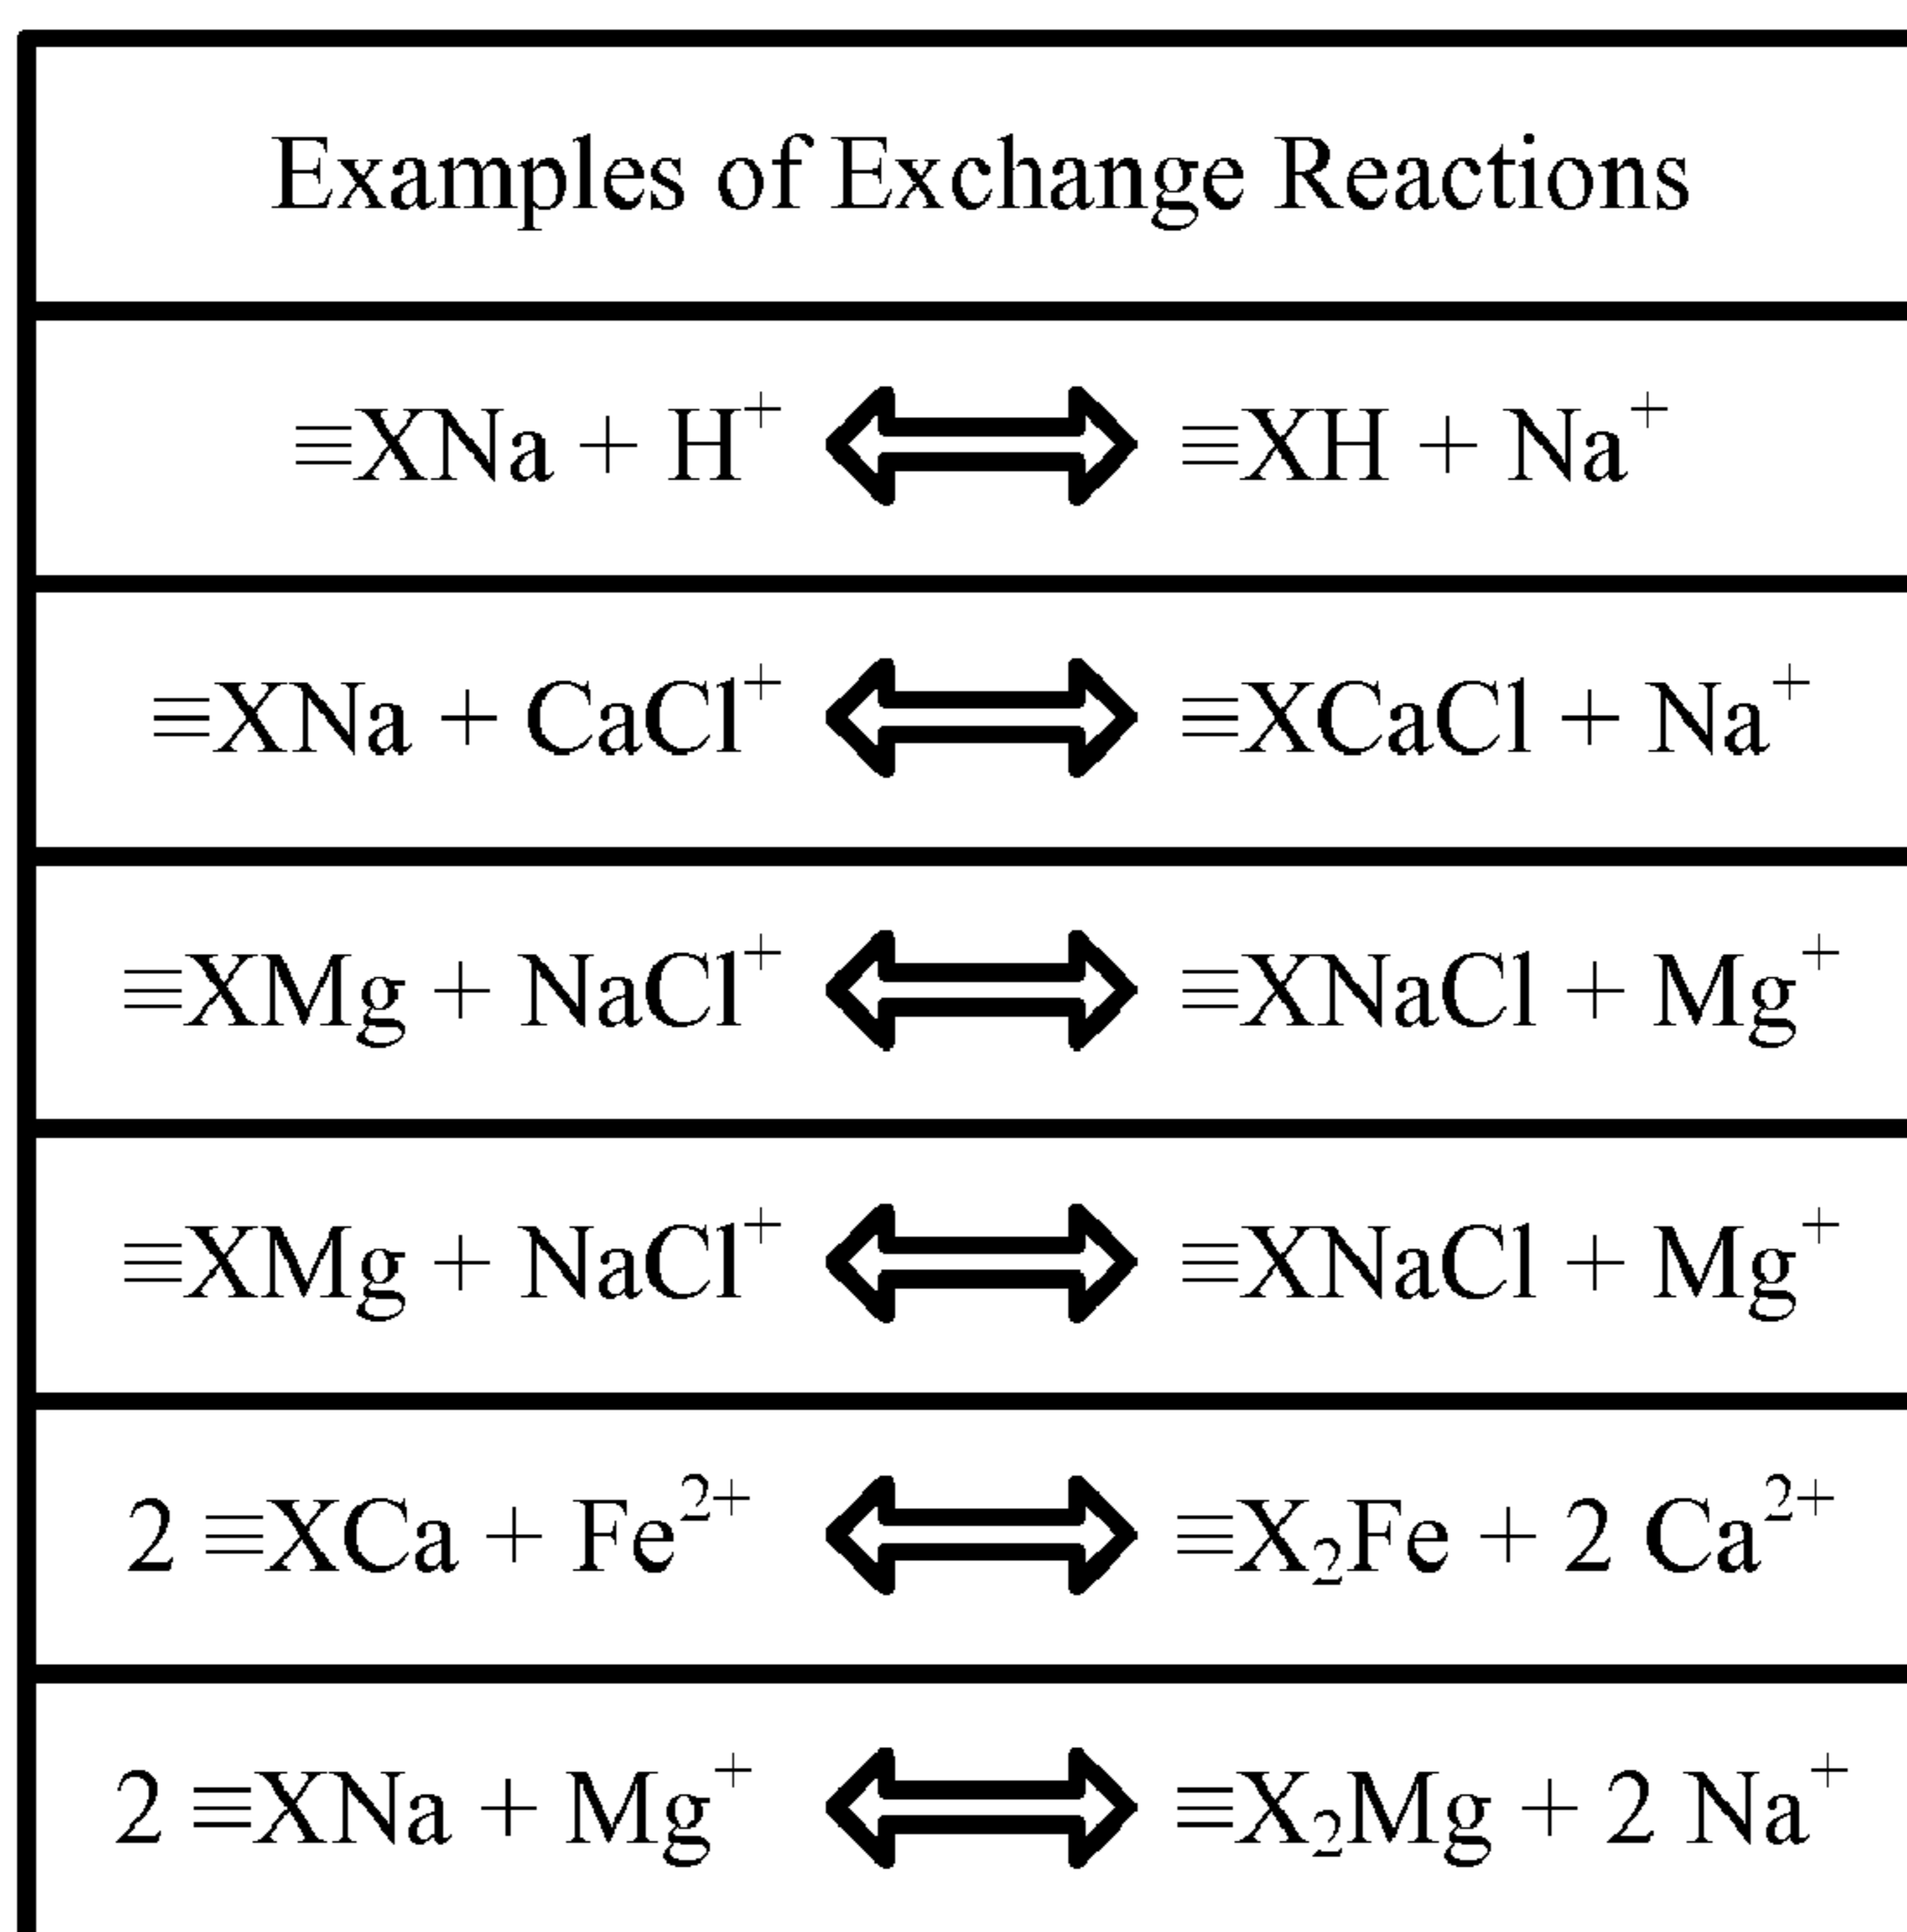 Examples of Exchange Reactions
≡XNa + H⁺ ⇔ ≡XH + Na⁺
≡XNa + CaCl⁺ ⇔ ≡XCaCl + Na⁺
≡XMg + NaCl⁺ ⇔ ≡XNaCl + Mg⁺
≡XMg + NaCl⁺ ⇔ ≡XNaCl + Mg⁺
2 ≡XCa + Fe²⁺ ⇔ ≡X₂Fe + 2 Ca²⁺
2 ≡XNa + Mg⁺ ⇔ ≡X₂Mg + 2 Na⁺